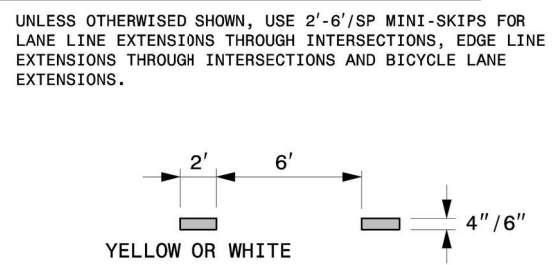 UNLESS OTHERWISED SHOWN, USE 2'-6'/SP MINI-SKIPS FOR
LANE LINE EXTENSIONS THROUGH INTERSECTIONS, EDGE LINE
EXTENSIONS THROUGH INTERSECTIONS AND BICYCLE LANE
EXTENSIONS.
2' 6'
4"/6"
YELLOW OR WHITE